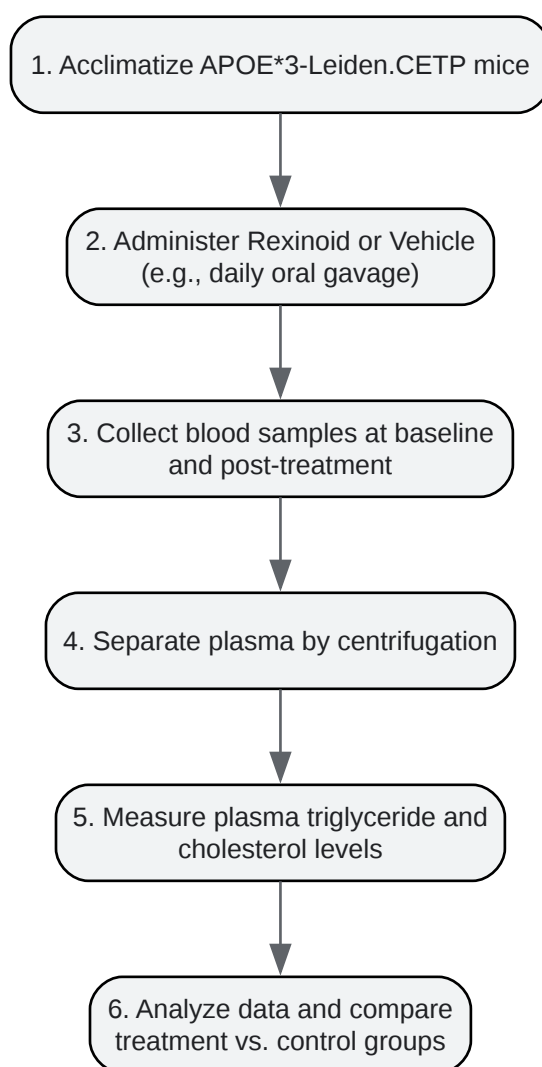 1. Acclimatize APOE*3-Leiden.CETP mice
2. Administer Rexinoid or Vehicle
(e.g., daily oral gavage)
3. Collect blood samples at baseline
and post-treatment
4. Separate plasma by centrifugation
5. Measure plasma triglyceride and
cholesterol levels
6. Analyze data and compare
treatment vs. control groups